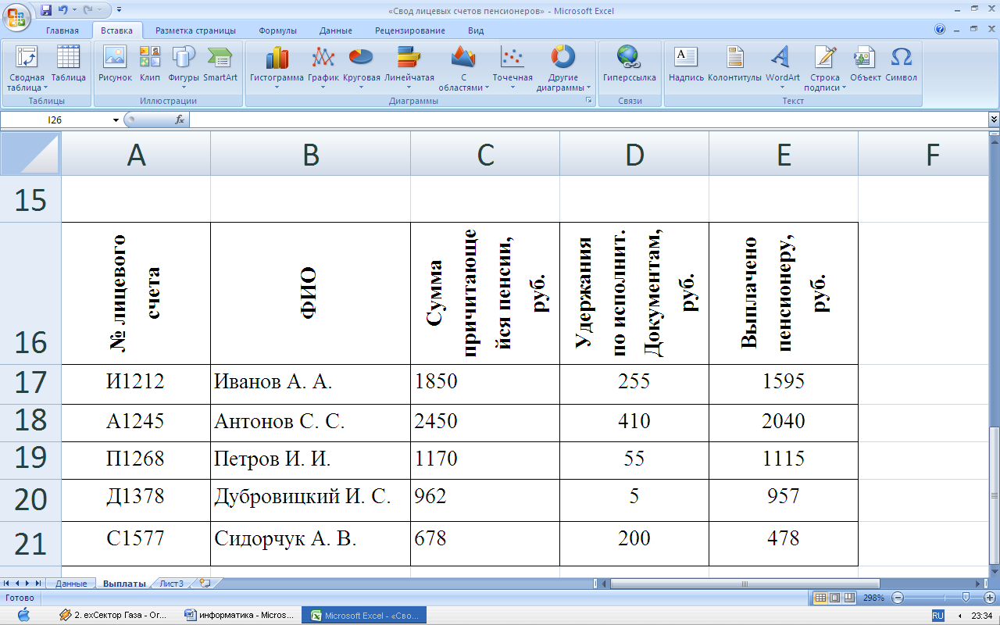 «Свод лицевых счетов пенсионеров» - Microsoft Excel
Главная Вставка Разметка страницы Формулы Данные Рецензирование Вид
Сводная таблица Таблица Рисунок Клип Фигуры SmartArt Гистограмма График Круговая Линейчатая С областями Точечная Другие диаграммы Гиперссылка Надпись Колонтитулы WordArt Строка подписи Объект Символ
Таблицы Иллюстрации Диаграммы Связи Текст
I26 fx
A B C D E F
15
16 № лицевого счета ФИО Сумма причитающе йся пенсии, руб. Удержания по исполнит. Документам, руб. Выплачено пенсионеру, руб.
17 И1212 Иванов А. А. 1850 255 1595
18 А1245 Антонов С. С. 2450 410 2040
19 П1268 Петров И. И. 1170 55 1115
20 Д1378 Дубровицкий И. С. 962 5 957
21 С1577 Сидорчук А. В. 678 200 478
Данные Выплаты Лист3
Готово 298%
2. exСектор Газа - Ог... информатика - Micros... Microsoft Excel - «Сво... RU 23:34